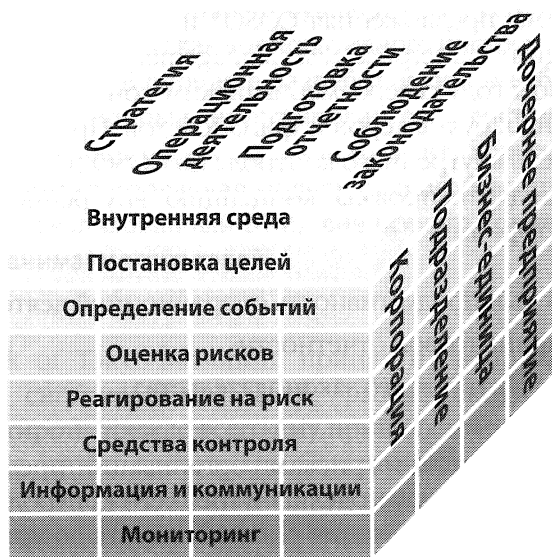 Стратегия
Операционная
деятельность
Подготовка
отчетности
Соблюдение
законодательства
Внутренняя среда
Постановка целей
Определение событий
Оценка рисков
Реагирование на риск
Средства контроля
Информация и коммуникации
Мониторинг
Корпорация
Подразделение
Бизнес-единица
Дочернее предприятие